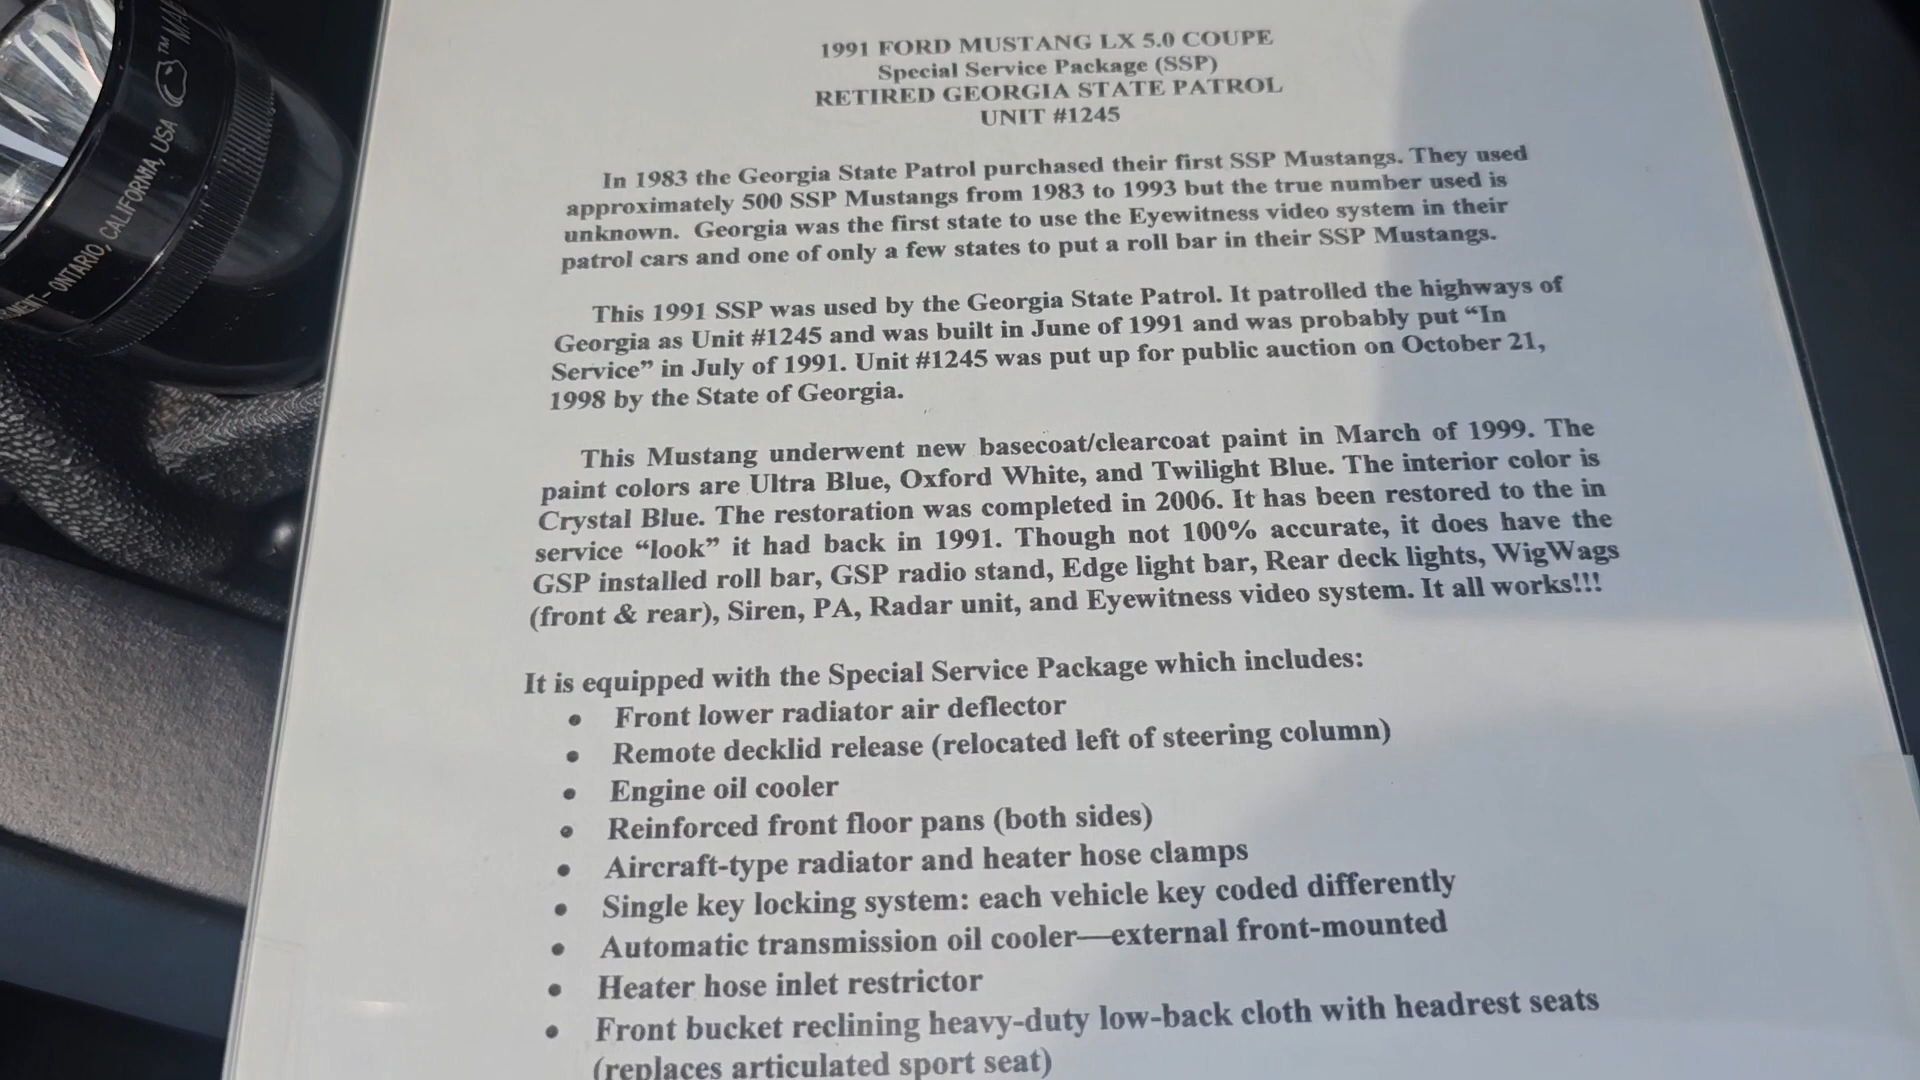 ™ MA
MENT - ONTARIO, CALIFORNIA, USA
1991 FORD MUSTANG LX 5.0 COUPE
Special Service Package (SSP)
RETIRED GEORGIA STATE PATROL
UNIT #1245
In 1983 the Georgia State Patrol purchased their first SSP Mustangs. They used
approximately 500 SSP Mustangs from 1983 to 1993 but the true number used is
unknown. Georgia was the first state to use the Eyewitness video system in their
patrol cars and one of only a few states to put a roll bar in their SSP Mustangs.
This 1991 SSP was used by the Georgia State Patrol. It patrolled the highways of
Georgia as Unit #1245 and was built in June of 1991 and was probably put “In
Service” in July of 1991. Unit #1245 was put up for public auction on October 21,
1998 by the State of Georgia.
This Mustang underwent new basecoat/clearcoat paint in March of 1999. The
paint colors are Ultra Blue, Oxford White, and Twilight Blue. The interior color is
Crystal Blue. The restoration was completed in 2006. It has been restored to the in
service “look” it had back in 1991. Though not 100% accurate, it does have the
GSP installed roll bar, GSP radio stand, Edge light bar, Rear deck lights, WigWags
(front & rear), Siren, PA, Radar unit, and Eyewitness video system. It all works!!!
It is equipped with the Special Service Package which includes:
• Front lower radiator air deflector
• Remote decklid release (relocated left of steering column)
• Engine oil cooler
• Reinforced front floor pans (both sides)
• Aircraft-type radiator and heater hose clamps
• Single key locking system: each vehicle key coded differently
• Automatic transmission oil cooler—external front-mounted
• Heater hose inlet restrictor
• Front bucket reclining heavy-duty low-back cloth with headrest seats
(replaces articulated sport seat)